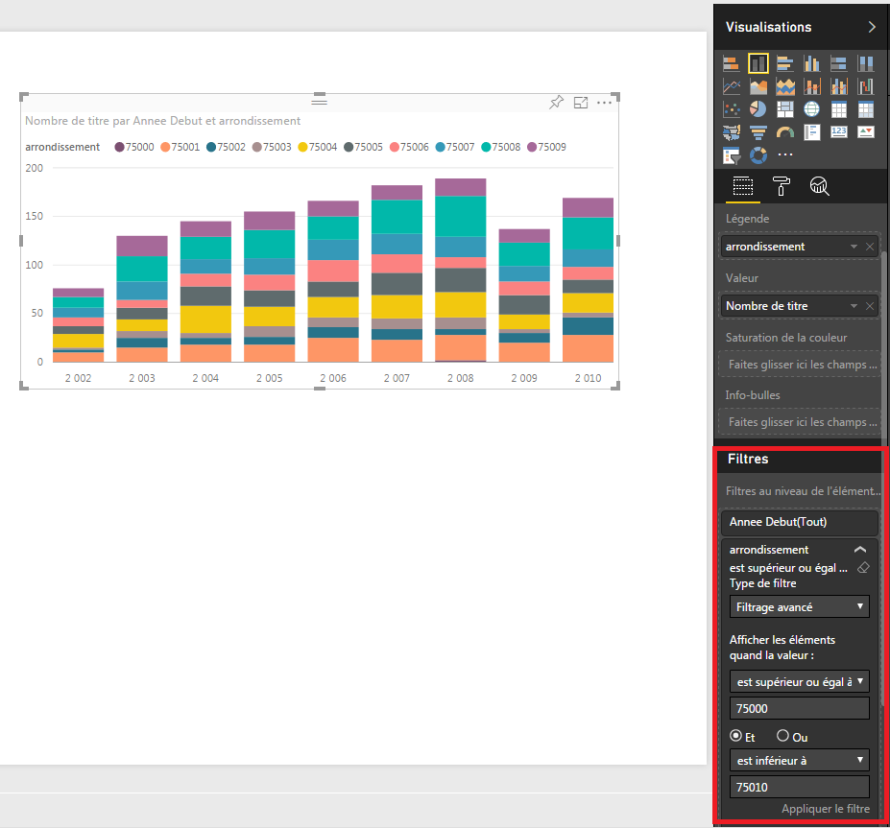 Visualisations
Nombre de titre par Annee Debut et arrondissement
arrondissement 75000 75001 75002 75003 75004 75005 75006 75007 75008 75009
200
150
100
50
0
2 002 2 003 2 004 2 005 2 006 2 007 2 008 2 009 2 010
123
Légende
arrondissement
Valeur
Nombre de titre
Saturation de la couleur
Faites glisser ici les champs ...
Info-bulles
Faites glisser ici les champs ...
Filtres
Filtres au niveau de l'élément...
Annee Debut(Tout)
arrondissement
est supérieur ou égal ...
Type de filtre
Filtrage avancé
Afficher les éléments
quand la valeur :
est supérieur ou égal à
75000
Et Ou
est inférieur à
75010
Appliquer le filtre